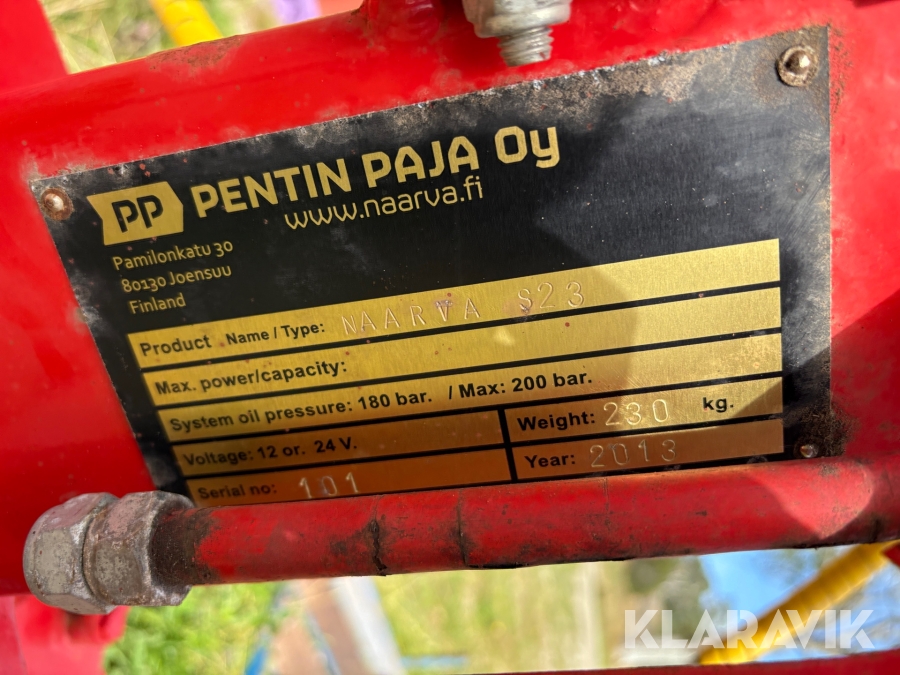 PP PENTIN PAJA Oy
www.naarva.fi
Pamilonkatu 30
80130 Joensuu
Finland
Product Name / Type: NAARVA S23
Max. power/capacity:
System oil pressure: 180 bar. / Max: 200 bar.
Voltage: 12 or. 24 V. Weight: 230 kg.
Serial no: 101 Year: 2013
KLARAVIK